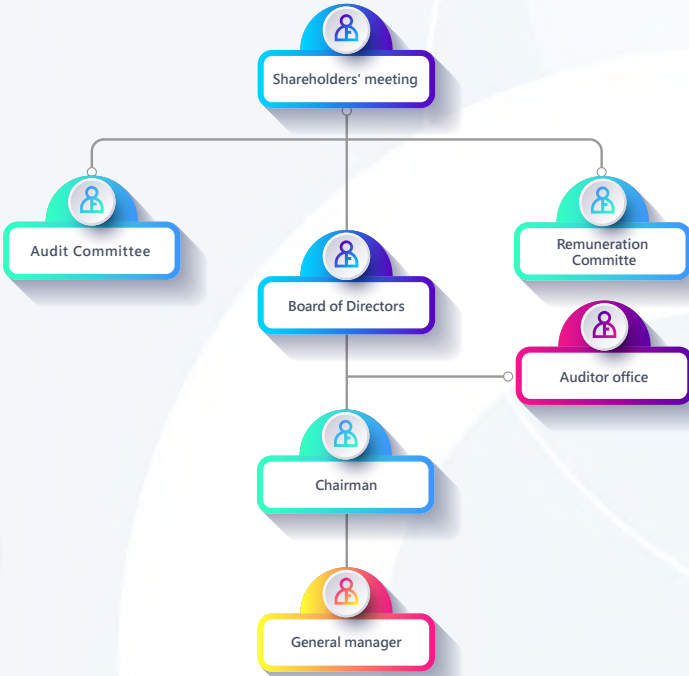 Shareholders' meeting
Audit Committee
Remuneration
Committe
Board of Directors
Auditor office
Chairman
General manager